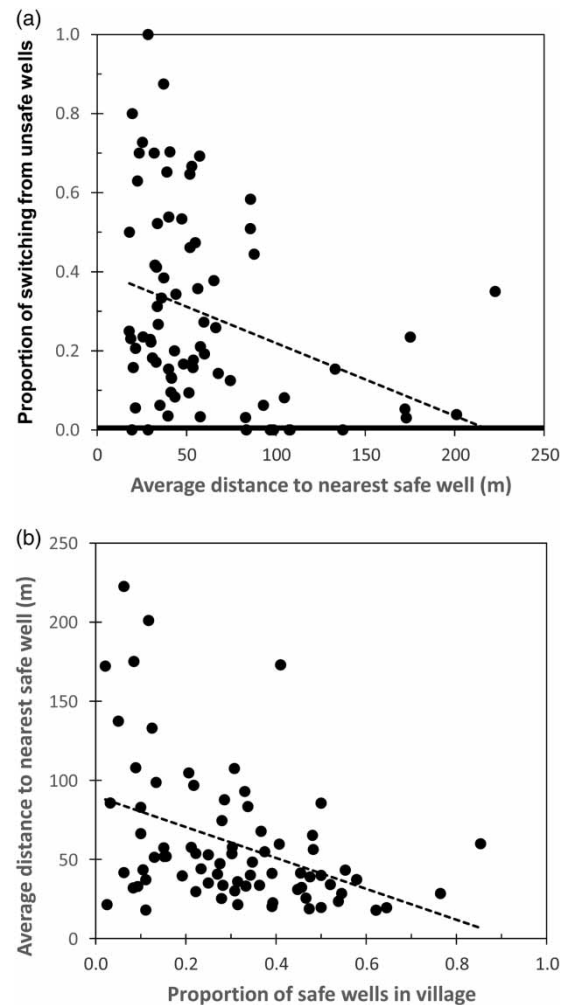 (a)
Proportion of switching from unsafe wells
1.0
0.8
0.6
0.4
0.2
0.0
0 50 100 150 200 250
Average distance to nearest safe well (m)
(b)
Average distance to nearest safe well (m)
250
200
150
100
50
0
0.0 0.2 0.4 0.6 0.8 1.0
Proportion of safe wells in village